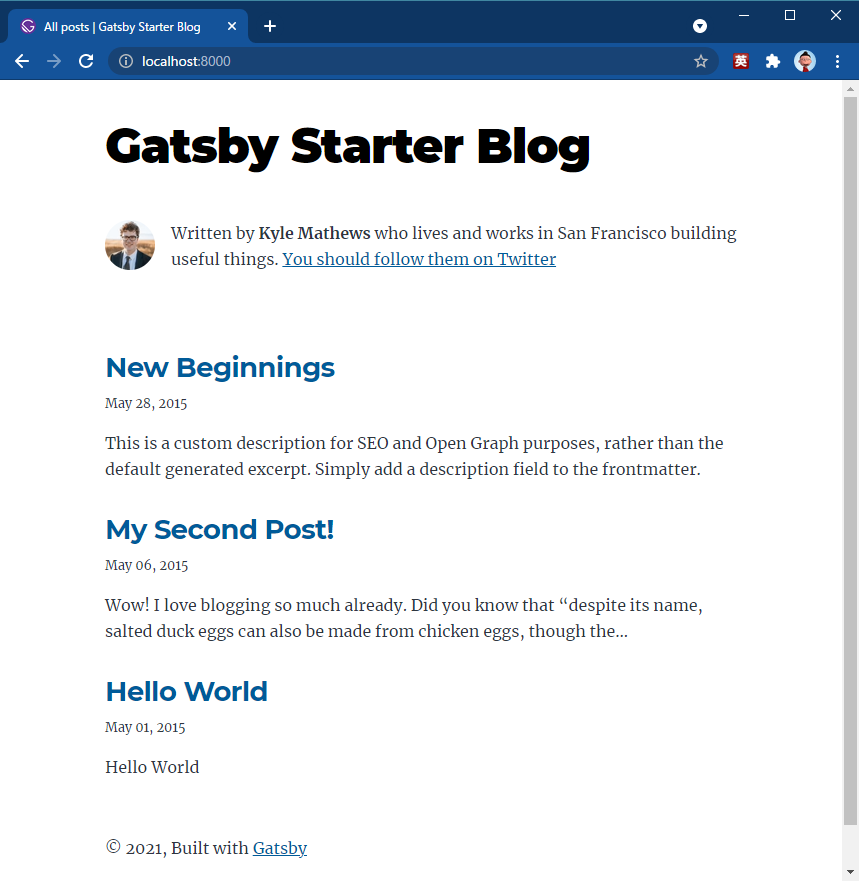 All posts | Gatsby Starter Blog
localhost:8000
英
Gatsby Starter Blog
Written by Kyle Mathews who lives and works in San Francisco building
useful things. You should follow them on Twitter
New Beginnings
May 28, 2015
This is a custom description for SEO and Open Graph purposes, rather than the
default generated excerpt. Simply add a description field to the frontmatter.
My Second Post!
May 06, 2015
Wow! I love blogging so much already. Did you know that “despite its name,
salted duck eggs can also be made from chicken eggs, though the…
Hello World
May 01, 2015
Hello World
© 2021, Built with Gatsby